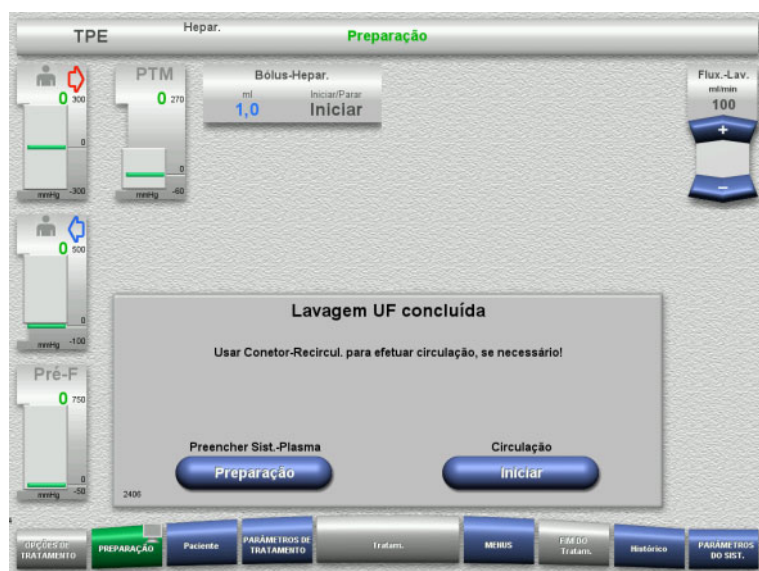 TPE
Hepar.
Preparação
0 300
0
mmHg -300
PTM
0 270
0
mmHg -60
Bólus-Hepar.
ml Iniciar/Parar
1,0 Iniciar
Flux.-Lav.
ml/min
100
+
−
0 500
0
mmHg -100
Pré-F
0 750
0
mmHg -50
Lavagem UF concluída
Usar Conetor-Recircul. para efetuar circulação, se necessário!
Preencher Sist.-Plasma Circulação
Preparação Iniciar
2406
OPÇÕES DE
TRATAMENTO
PREPARAÇÃO
Paciente
PARÂMETROS DE
TRATAMENTO
Tratam.
MENUS
FIM DO
Tratam.
Histórico
PARÂMETROS
DO SIST.